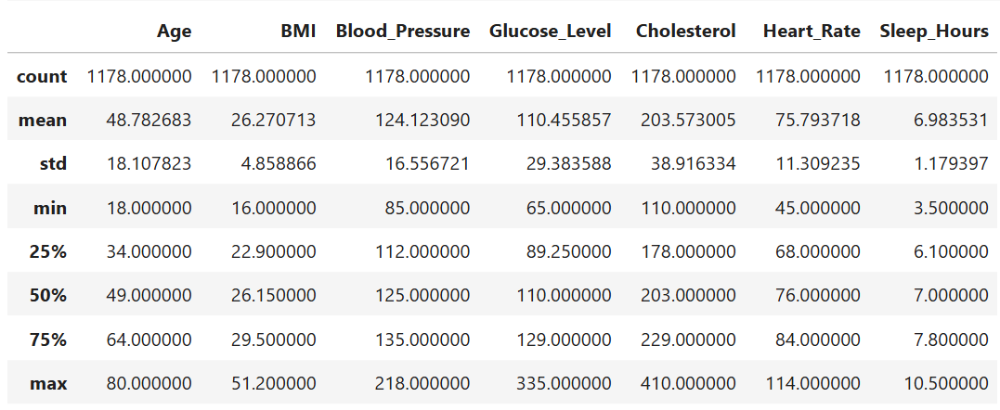 Age BMI Blood_Pressure Glucose_Level Cholesterol Heart_Rate Sleep_Hours
count 1178.000000 1178.000000 1178.000000 1178.000000 1178.000000 1178.000000 1178.000000
mean 48.782683 26.270713 124.123090 110.455857 203.573005 75.793718 6.983531
std 18.107823 4.858866 16.556721 29.383588 38.916334 11.309235 1.179397
min 18.000000 16.000000 85.000000 65.000000 110.000000 45.000000 3.500000
25% 34.000000 22.900000 112.000000 89.250000 178.000000 68.000000 6.100000
50% 49.000000 26.150000 125.000000 110.000000 203.000000 76.000000 7.000000
75% 64.000000 29.500000 135.000000 129.000000 229.000000 84.000000 7.800000
max 80.000000 51.200000 218.000000 335.000000 410.000000 114.000000 10.500000